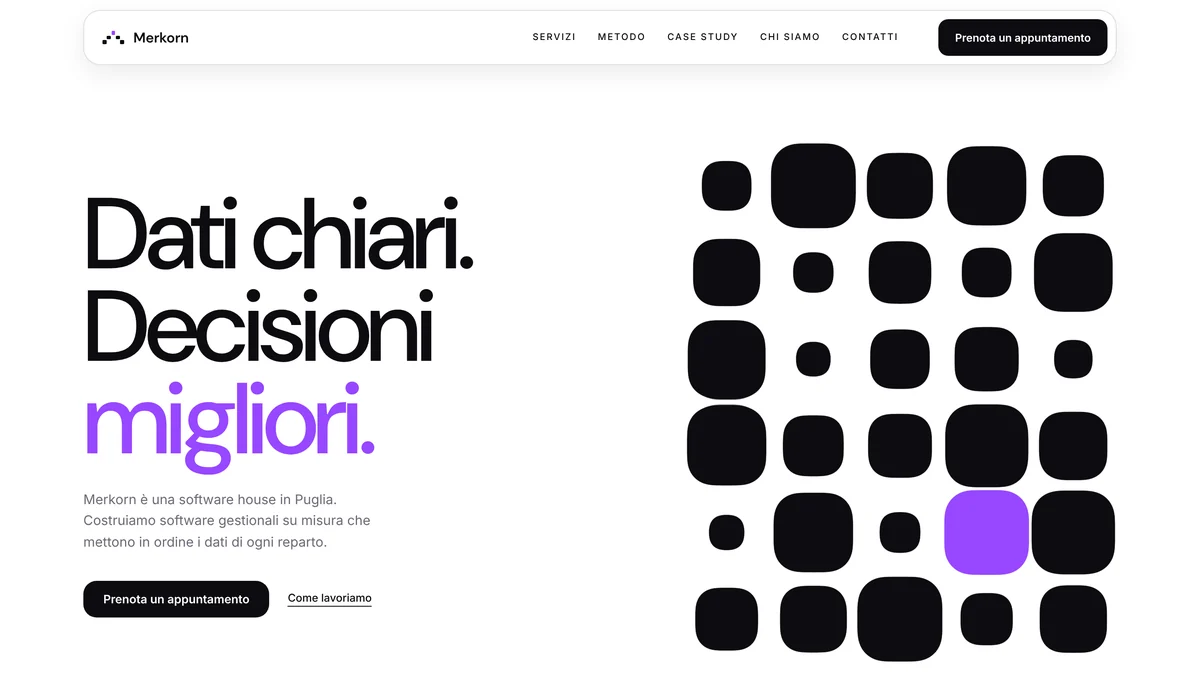 Merkorn
SERVIZI
METODO
CASE STUDY
CHI SIAMO
CONTATTI
Prenota un appuntamento
Dati chiari.
Decisioni
migliori.
Merkorn è una software house in Puglia.
Costruiamo software gestionali su misura che
mettono in ordine i dati di ogni reparto.
Prenota un appuntamento
Come lavoriamo